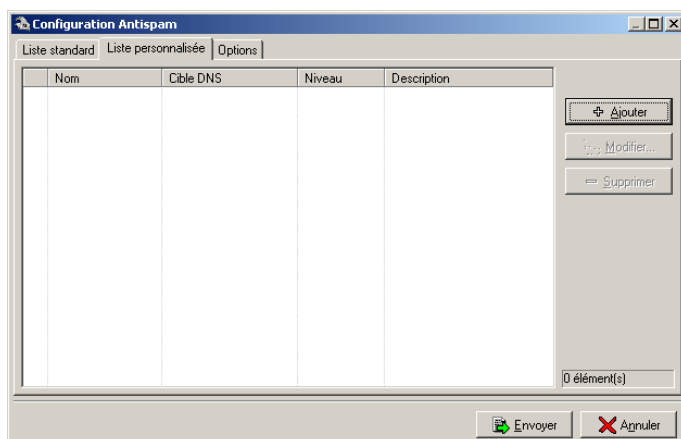 Configuration Antispam
Liste standard Liste personnalisée Options
Nom Cible DNS Niveau Description
Ajouter
Modifier...
Supprimer
0 élément(s)
Envoyer Annuler